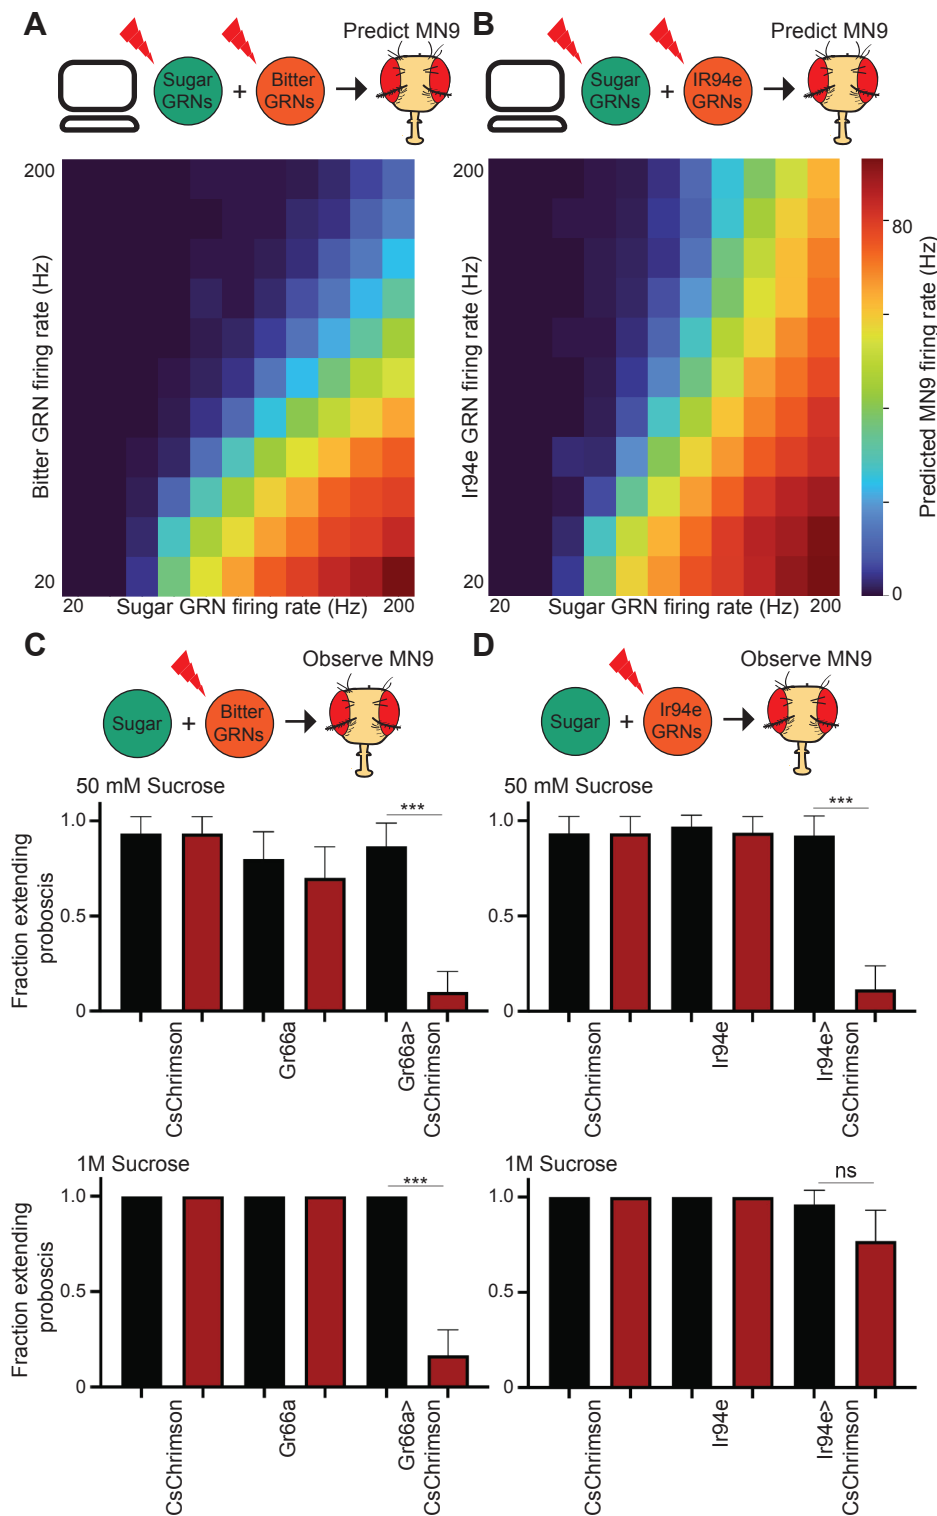 A
Sugar GRNs
+
Bitter GRNs
Predict MN9
200
Bitter GRN firing rate (Hz)
20
20
Sugar GRN firing rate (Hz)
200
B
Sugar GRNs
+
IR94e GRNs
Predict MN9
200
Ir94e GRN firing rate (Hz)
20
20
Sugar GRN firing rate (Hz)
200
80
0
Predicted MN9 firing rate (Hz)
C
Sugar
+
Bitter GRNs
Observe MN9
50 mM Sucrose
Fraction extending proboscis
1.0
0.5
0
***
CsChrimson
Gr66a
Gr66a>
CsChrimson
1M Sucrose
Fraction extending proboscis
1.0
0.5
0
***
CsChrimson
Gr66a
Gr66a>
CsChrimson
D
Sugar
+
Ir94e GRNs
Observe MN9
50 mM Sucrose
1.0
0.5
0
***
CsChrimson
Ir94e
Ir94e>
CsChrimson
1M Sucrose
1.0
0.5
0
ns
CsChrimson
Ir94e
Ir94e>
CsChrimson